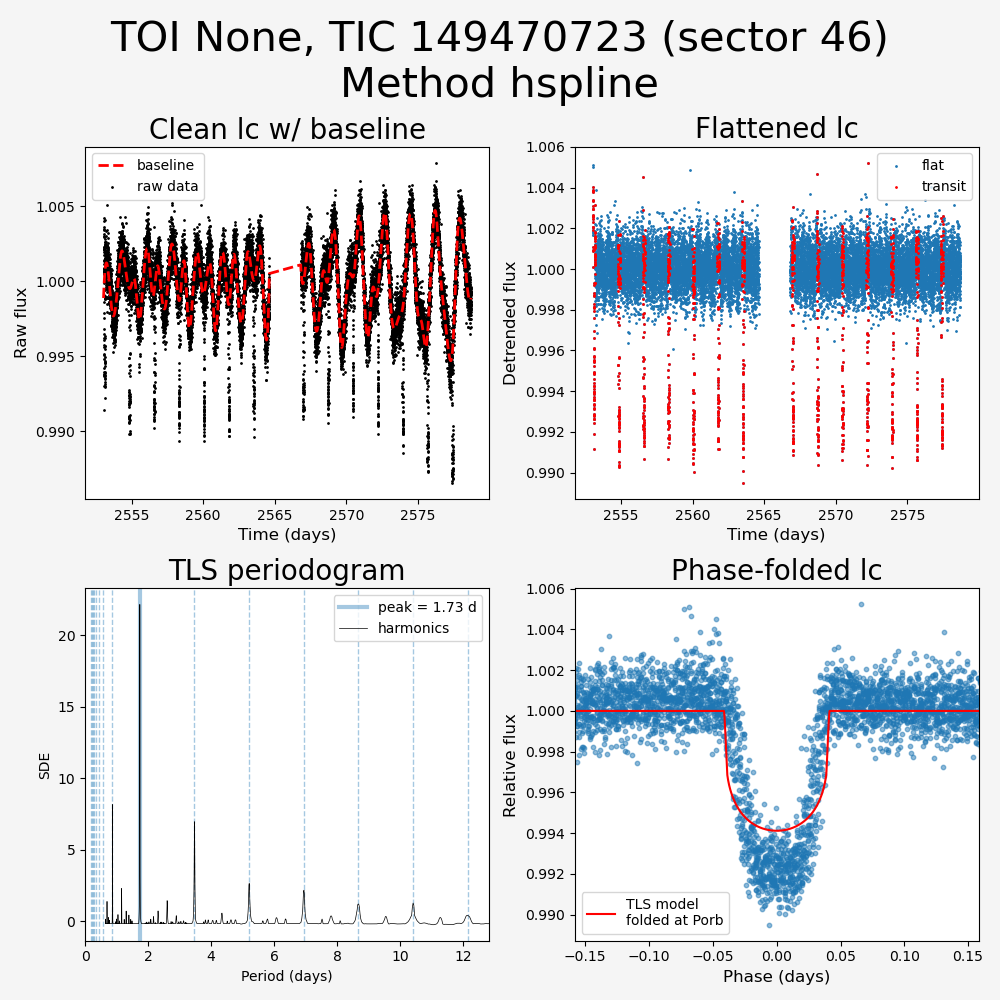 TOI None, TIC 149470723 (sector 46)
Method hspline
Clean lc w/ baseline
baseline
raw data
1.005
1.000
0.995
0.990
Raw flux
2555
2560
2565
2570
2575
Time (days)
Flattened lc
flat
transit
1.006
1.004
1.002
1.000
0.998
0.996
0.994
0.992
0.990
Detrended flux
2555
2560
2565
2570
2575
Time (days)
TLS periodogram
peak = 1.73 d
harmonics
20
15
10
5
0
SDE
0
2
4
6
8
10
12
Period (days)
Phase-folded lc
1.006
1.004
1.002
1.000
0.998
0.996
0.994
0.992
0.990
Relative flux
TLS model
folded at Porb
−0.15
−0.10
−0.05
0.00
0.05
0.10
0.15
Phase (days)